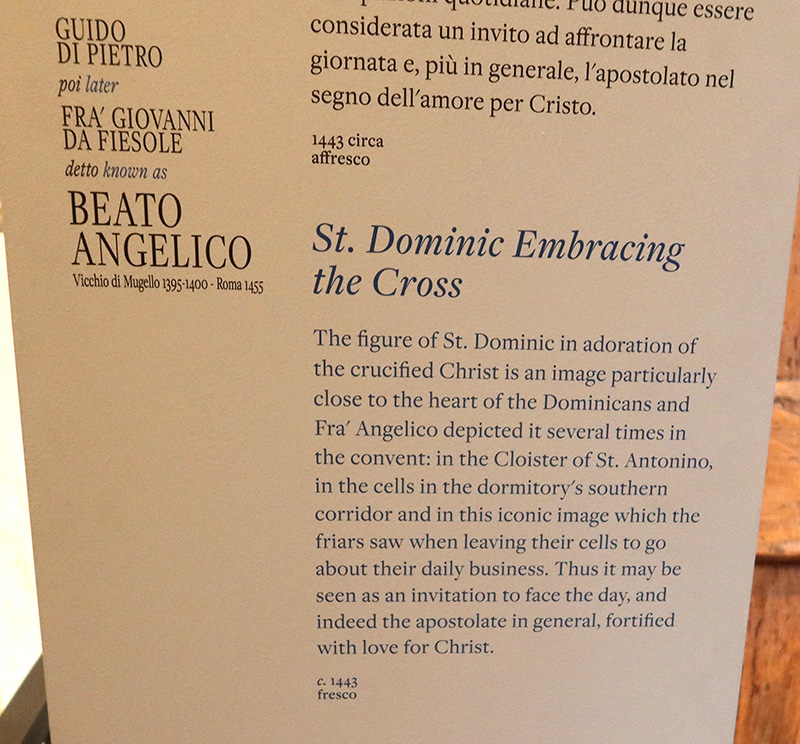 GUIDO
DI PIETRO
poi later
FRA' GIOVANNI
DA FIESOLE
detto known as
BEATO
ANGELICO
Vicchio di Mugello 1395-1400 - Roma 1455
quotidiane. Può dunque essere
considerata un invito ad affrontare la
giornata e, più in generale, l'apostolato nel
segno dell'amore per Cristo.
1443 circa
affresco
St. Dominic Embracing
the Cross
The figure of St. Dominic in adoration of
the crucified Christ is an image particularly
close to the heart of the Dominicans and
Fra' Angelico depicted it several times in
the convent: in the Cloister of St. Antonino,
in the cells in the dormitory's southern
corridor and in this iconic image which the
friars saw when leaving their cells to go
about their daily business. Thus it may be
seen as an invitation to face the day, and
indeed the apostolate in general, fortified
with love for Christ.
c. 1443
fresco